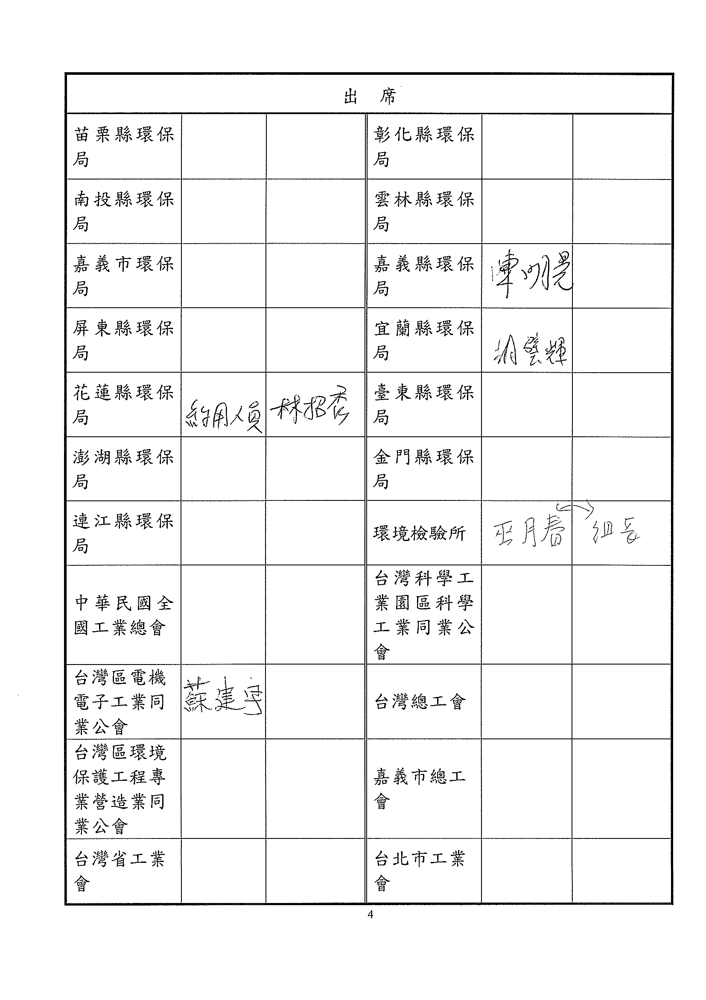 出席
苗栗縣環保
局
彰化縣環保
局
南投縣環保
局
雲林縣環保
局
嘉義市環保
局
嘉義縣環保
局
陳明
屏東縣環保
局
宜蘭縣環保
局
輝
花蓮縣環保
局
約用人員
林招秀
臺東縣環保
局
澎湖縣環保
局
金門縣環保
局
連江縣環保
局
環境檢驗所
巫月春
組長
中華民國全
國工業總會
台灣科學工
業園區科學
工業同業公
會
台灣區電機
電子工業同
業公會
蘇建宇
台灣總工會
台灣區環境
保護工程專
業營造業同
業公會
嘉義市總工
會
台灣省工業
會
台北市工業
會
4